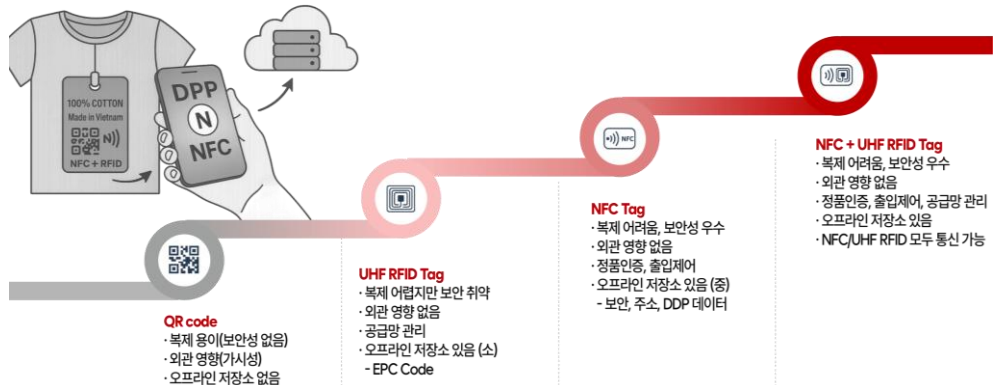 100% COTTON
Made in Vietnam
N
NFC + RFID
DPP
N
NFC
QR code
· 복제 용이(보안성 없음)
· 외관 영향(가시성)
· 오프라인 저장소 없음
UHF RFID Tag
· 복제 어렵지만 보안 취약
· 외관 영향 없음
· 공급망 관리
· 오프라인 저장소 있음 (소)
- EPC Code
NFC
NFC Tag
· 복제 어려움, 보안성 우수
· 외관 영향 없음
· 정품인증, 출입제어
· 오프라인 저장소 있음 (중)
- 보안, 주소, DDP 데이터
NFC + UHF RFID Tag
· 복제 어려움, 보안성 우수
· 외관 영향 없음
· 정품인증, 출입제어, 공급망 관리
· 오프라인 저장소 있음
· NFC/UHF RFID 모두 통신 가능